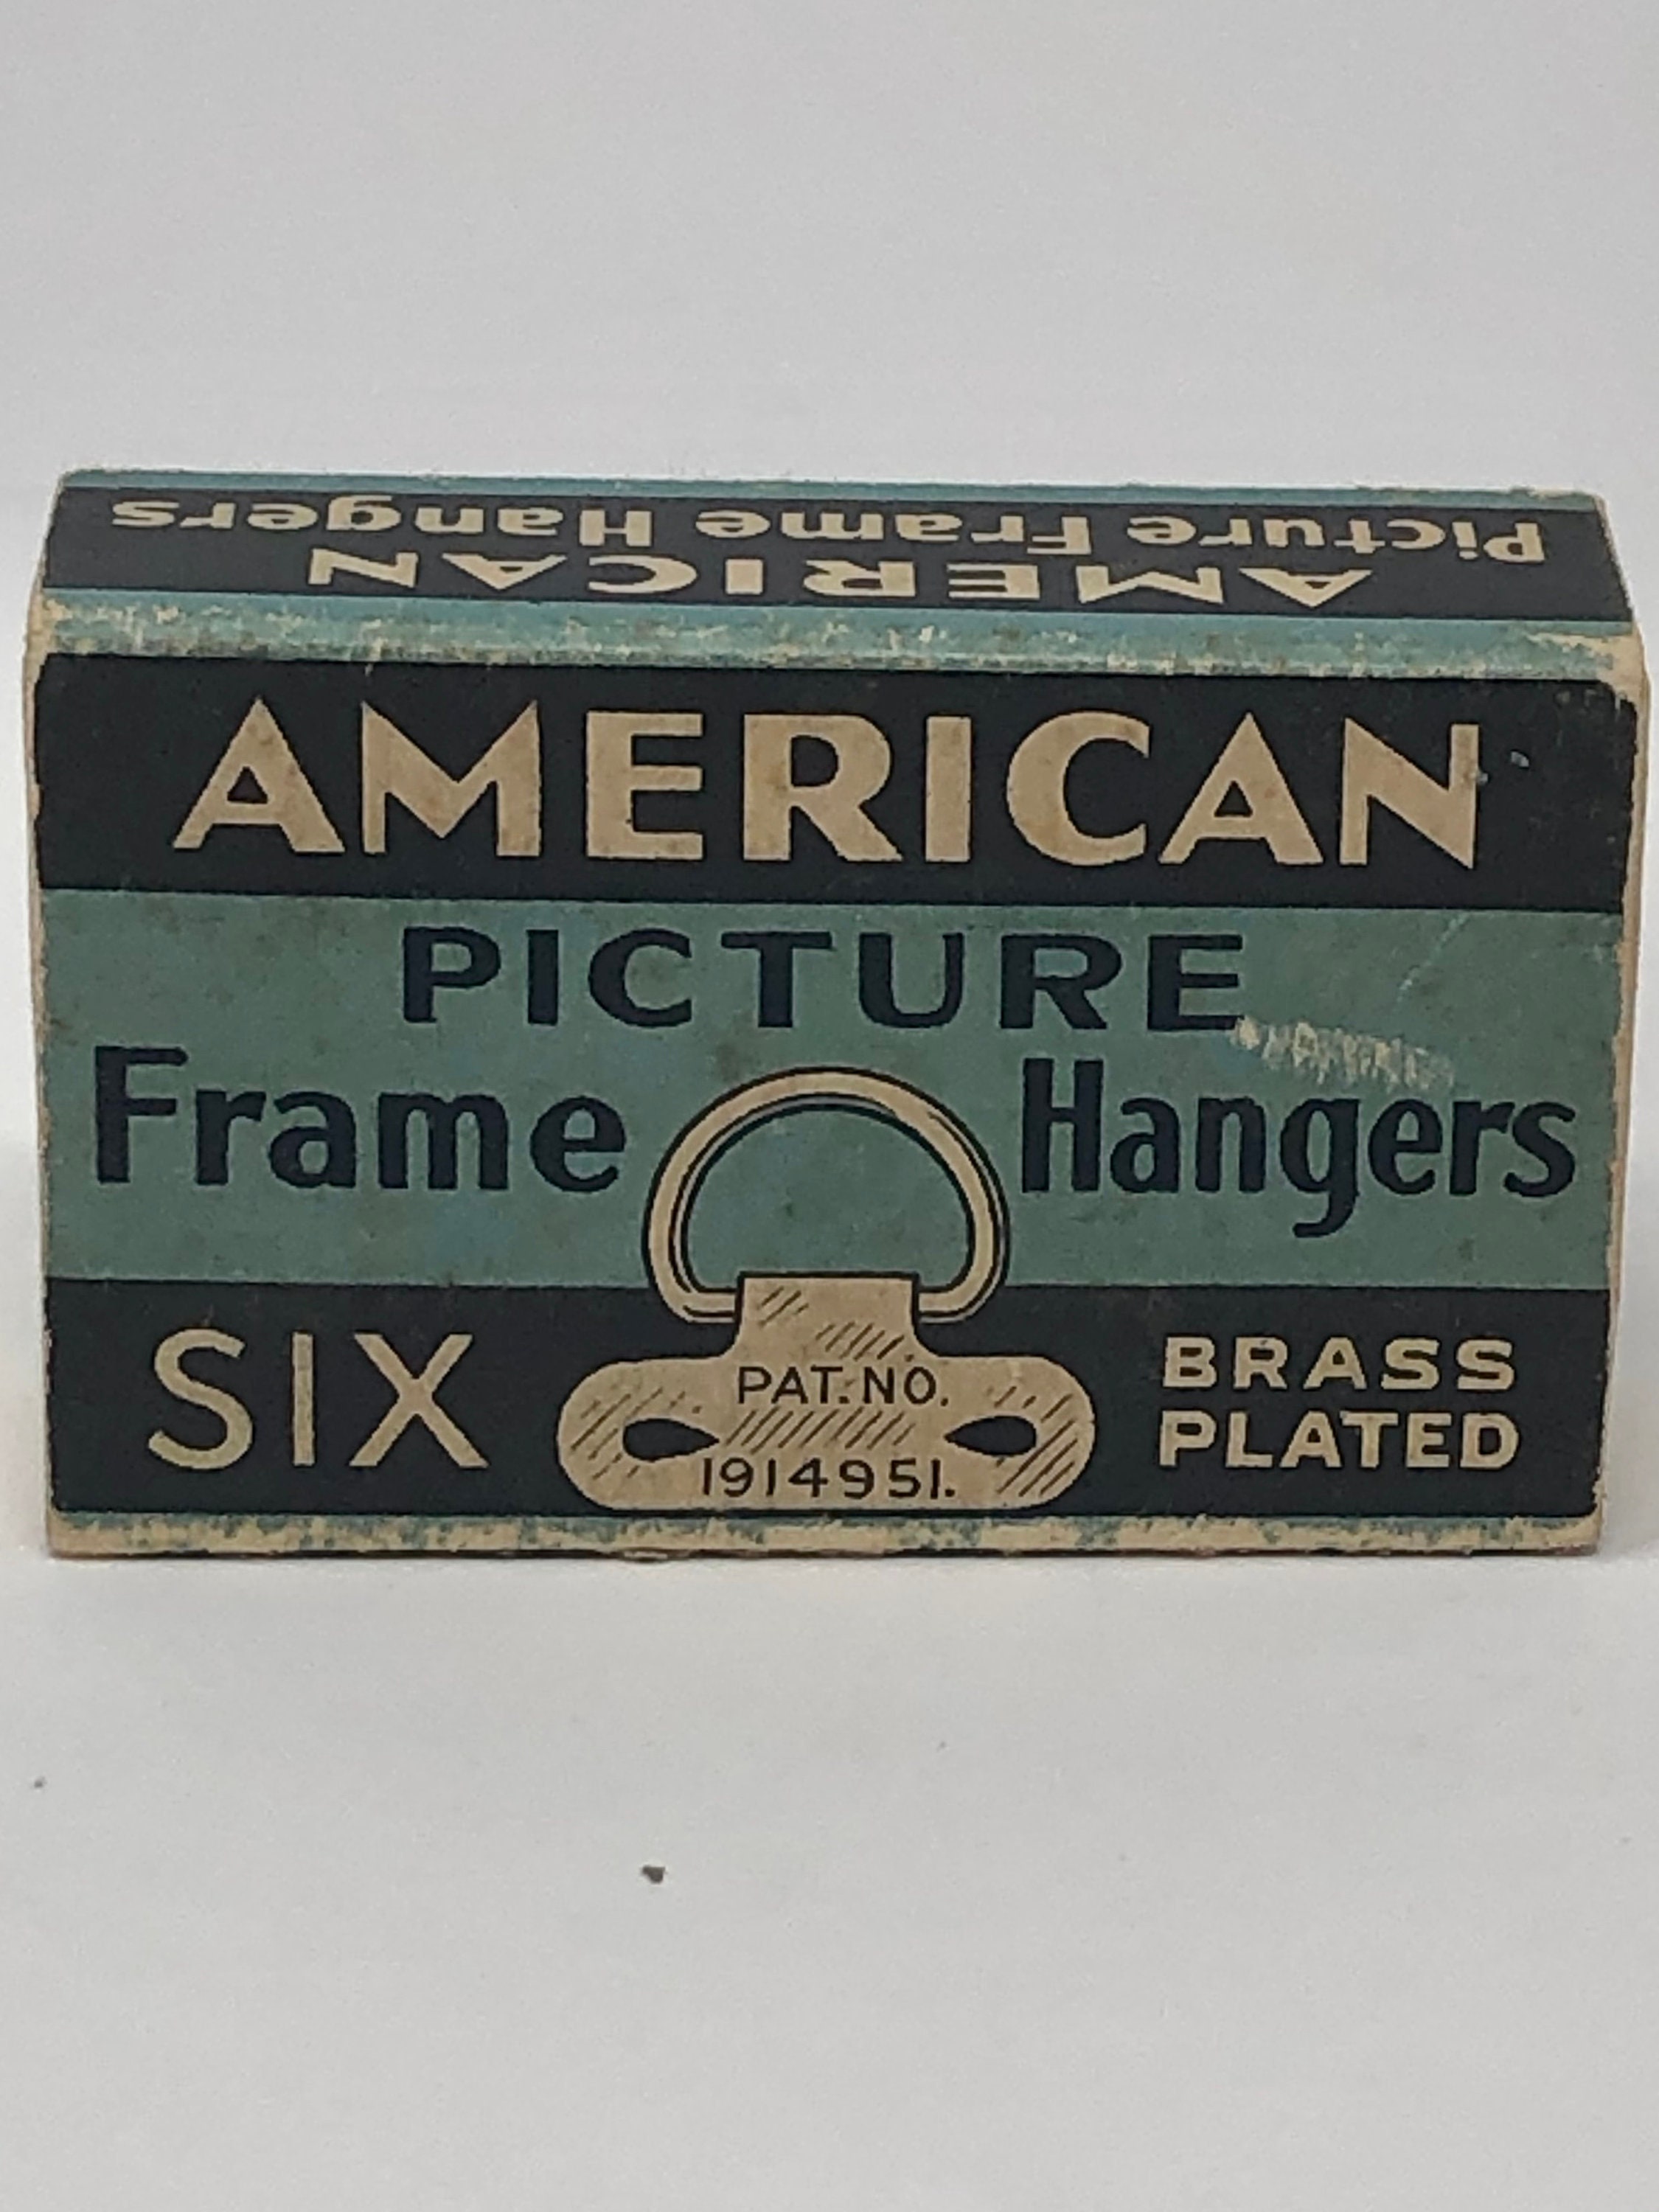 Picture Frame Hangers
AMERICAN
AMERICAN
PICTURE
Frame Hangers
SIX
PAT. NO.
1914951.
BRASS
PLATED